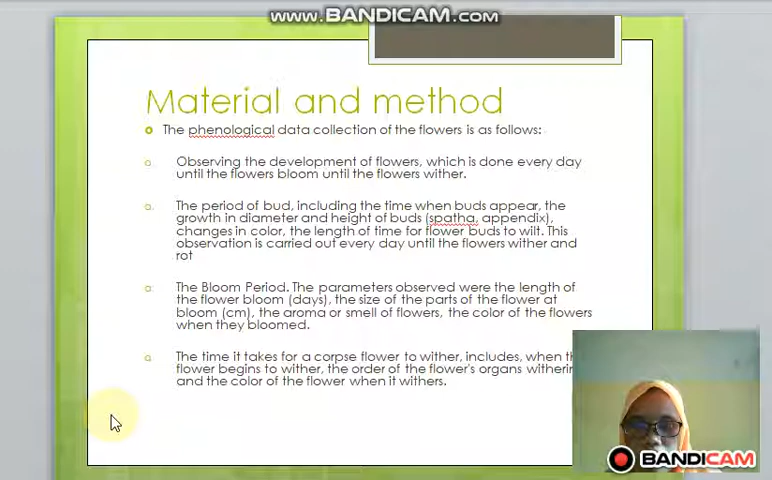 www.BANDICAM.com
Material and method
The phenological data collection of the flowers is as follows:
Observing the development of flowers, which is done every day
until the flowers bloom until the flowers wither.
The period of bud, including the time when buds appear, the
growth in diameter and height of buds (spatha, appendix),
changes in color, the length of time for flower buds to wilt. This
observation is carried out every day until the flowers wither and
rot
The Bloom Period. The parameters observed were the length of
the flower bloom (days), the size of the parts of the flower at
bloom (cm), the aroma or smell of flowers, the color of the flowers
when they bloomed.
The time it takes for a corpse flower to wither, includes, when
flower begins to wither, the order of the flower's organs
and the color of the flower when it withers.
BANDICAM